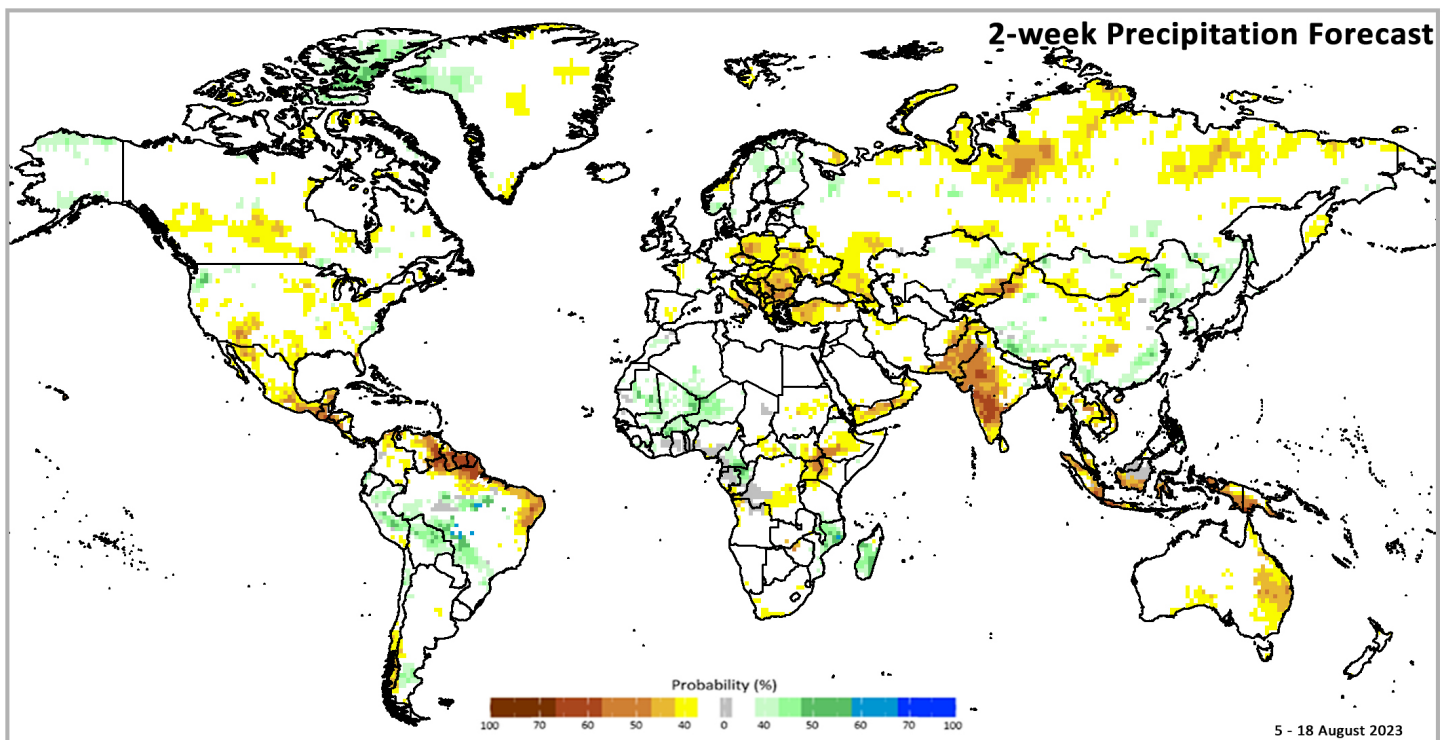 2-week Precipitation Forecast
Probability (%)
100 70 60 50 40 0 40 50 60 70 100
5 - 18 August 2023